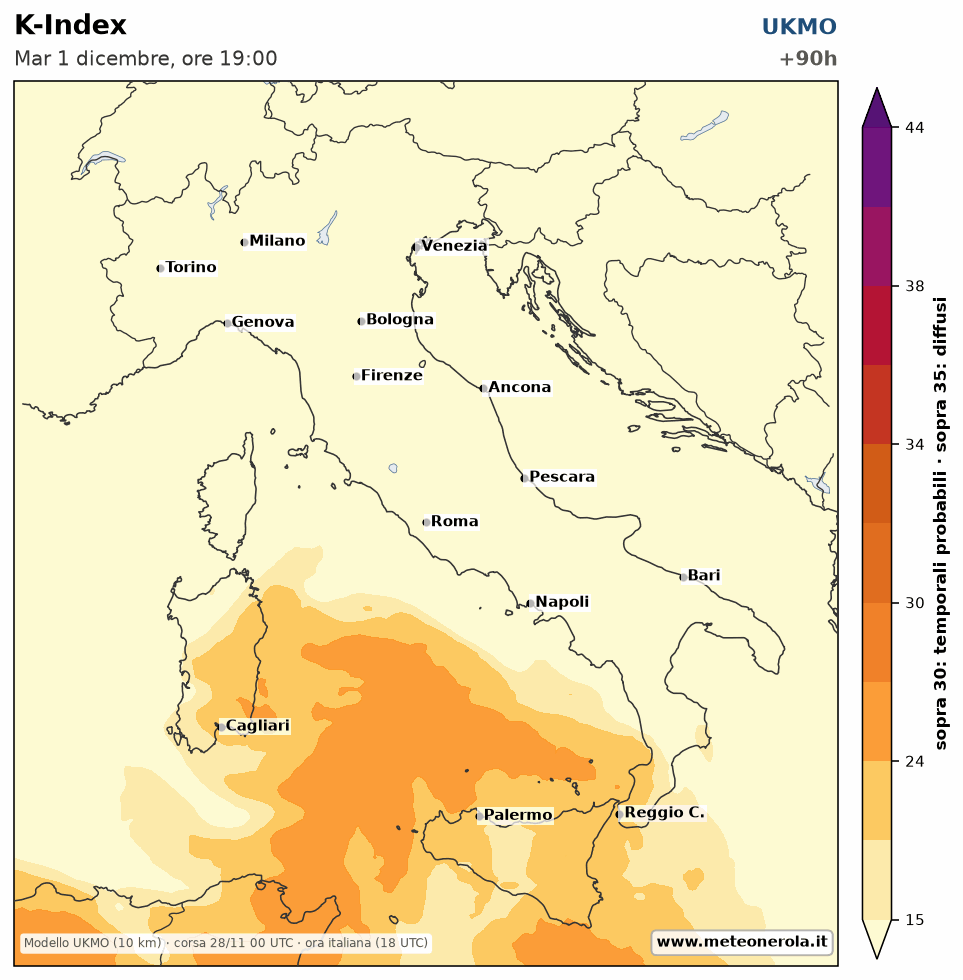 K-Index
UKMO
Mar 1 dicembre, ore 19:00
+90h
44
Milano
Venezia
Torino
38
Genova
Bologna
Firenze
Ancona
34
Pescara
Roma
Bari
Napoli
30
Cagliari
24
Palermo
Reggio C.
15
sopra 30: temporali probabili · sopra 35: diffusi
Modello UKMO (10 km) · corsa 28/11 00 UTC · ora italiana (18 UTC)
www.meteonerola.it